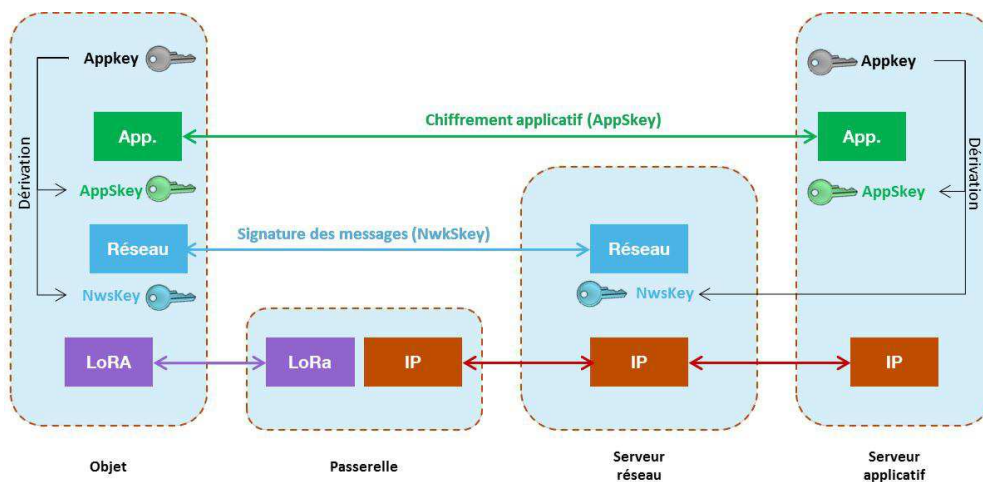 Appkey
Appkey
Chiffrement applicatif (AppSkey)
App.
App.
Dérivation
Dérivation
AppSkey
AppSkey
Signature des messages (NwkSkey)
Réseau
Réseau
NwsKey
NwsKey
LoRA
LoRa
IP
IP
IP
Objet
Passerelle
Serveur
réseau
Serveur
applicatif